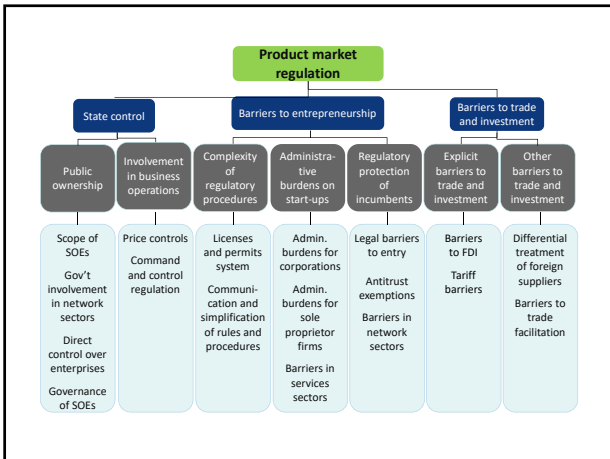 Product market
regulation
State control
Barriers to entrepreneurship
Barriers to trade
and investment
Public
ownership
Involvement
in business
operations
Complexity
of
regulatory
procedures
Administra-
tive
burdens on
start-ups
Regulatory
protection
of
incumbents
Explicit
barriers to
trade and
investment
Other
barriers to
trade and
investment
Scope of
SOEs
Gov't
involvement
in network
sectors
Direct
control over
enterprises
Governance
of SOEs
Price controls
Command
and control
regulation
Licenses
and permits
system
Communi-
cation and
simplification
of rules and
procedures
Admin.
burdens for
corporations
Admin.
burdens for
sole
proprietor
firms
Barriers in
services
sectors
Legal barriers
to entry
Antitrust
exemptions
Barriers in
network
sectors
Barriers
to FDI
Tariff
barriers
Differential
treatment
of foreign
suppliers
Barriers to
trade
facilitation